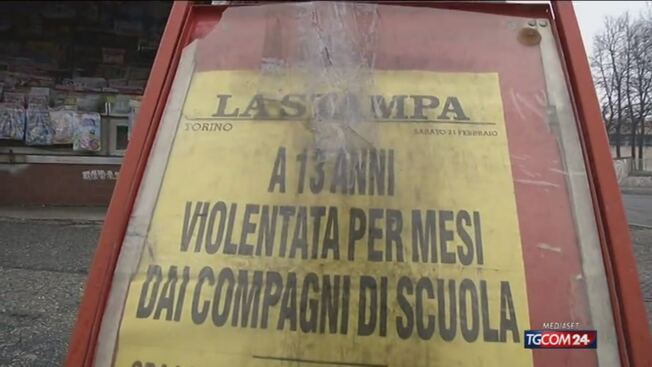 LA STAMPA
TORINO SABATO 21 FEBBRAIO
A 13 ANNI
VIOLENTATA PER MESI
DAI COMPAGNI DI SCUOLA
MEDIASET
TGCOM24